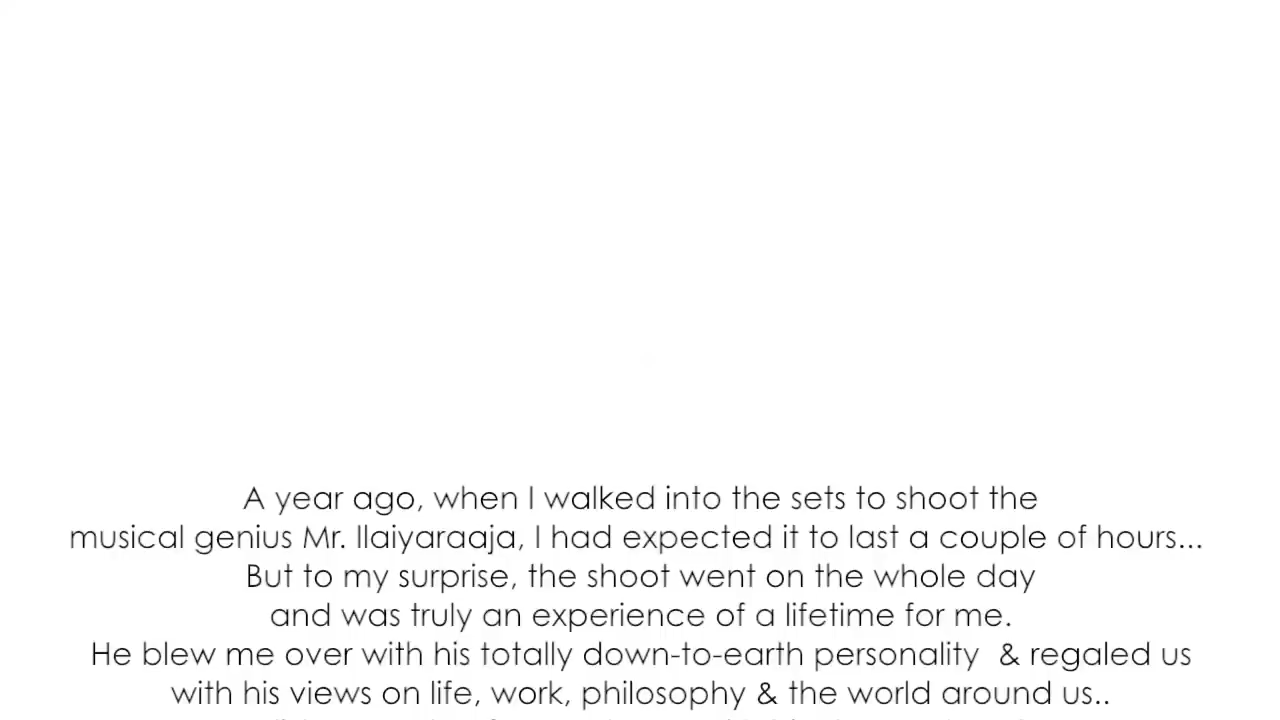 A year ago, when I walked into the sets to shoot the
musical genius Mr. Ilaiyaraaja, I had expected it to last a couple of hours...
But to my surprise, the shoot went on the whole day
and was truly an experience of a lifetime for me.
He blew me over with his totally down-to-earth personality  & regaled us
with his views on life, work, philosophy & the world around us..